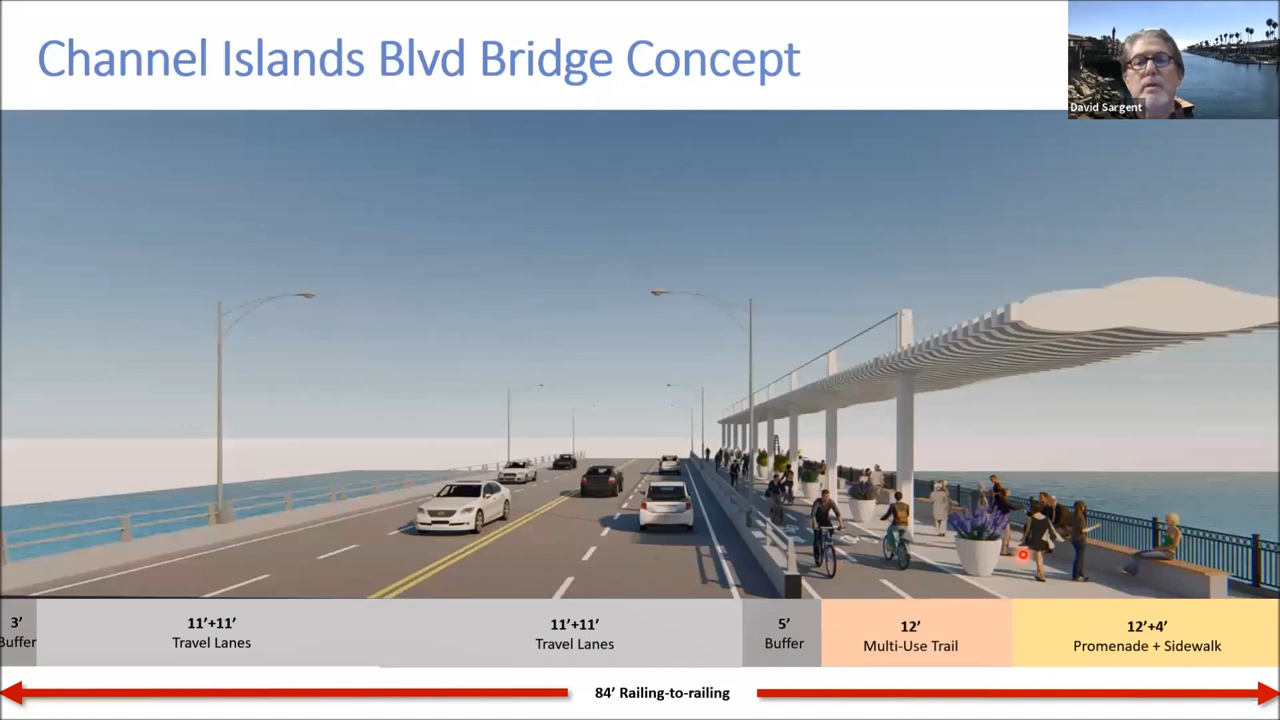 Channel Islands Blvd Bridge Concept
David Sargent
3’
Buffer
11’+11’
Travel Lanes
11’+11’
Travel Lanes
5’
Buffer
12’
Multi-Use Trail
12’+4’
Promenade + Sidewalk
84’ Railing-to-railing